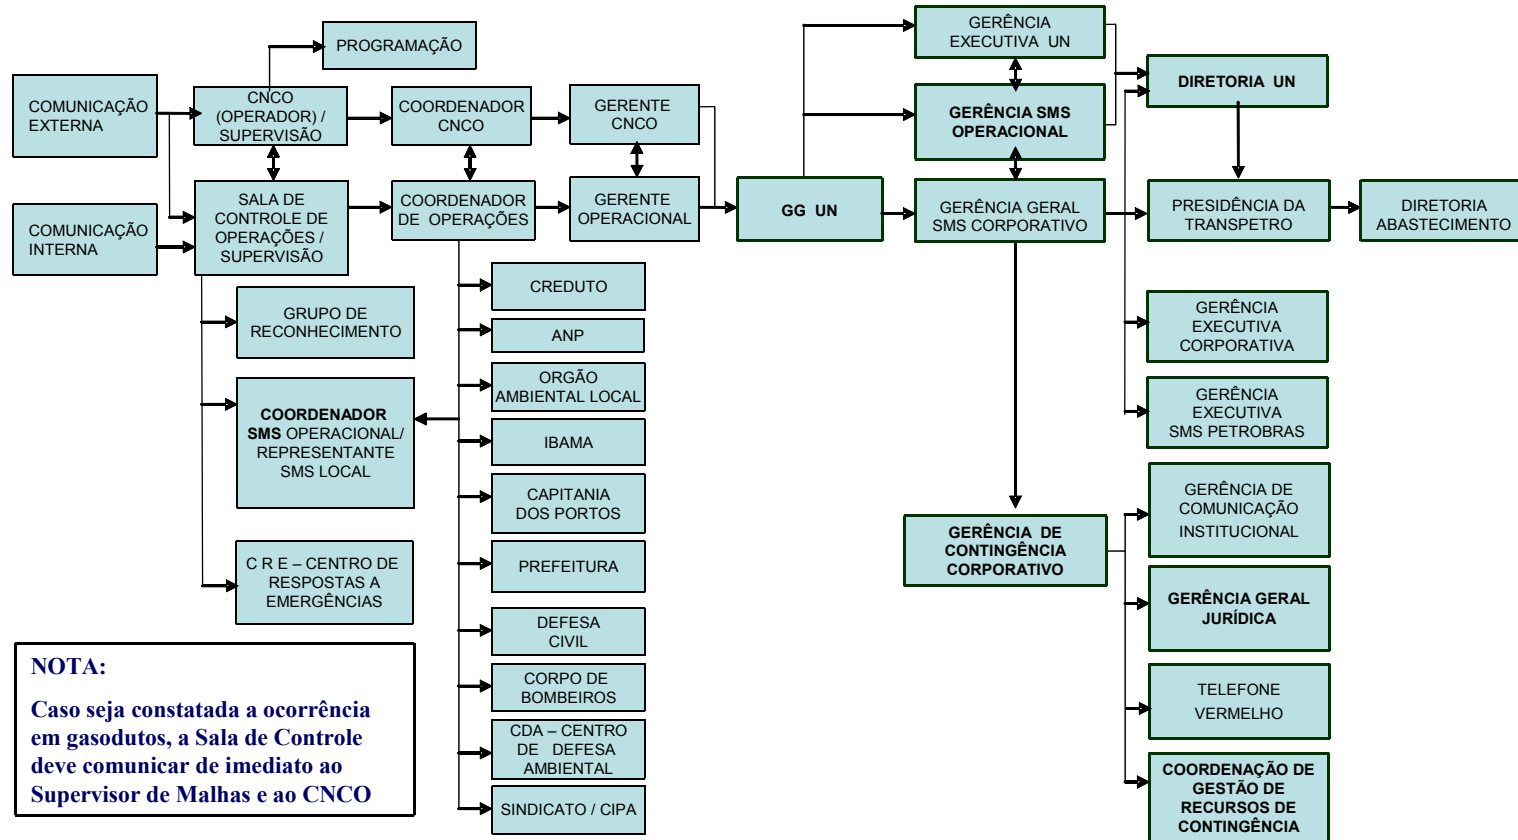 PROGRAMAÇÃO
COMUNICAÇÃO
EXTERNA
CNCO
(OPERADOR) /
SUPERVISÃO
COORDENADOR
CNCO
GERENTE
CNCO
COMUNICAÇÃO
INTERNA
SALA DE
CONTROLE DE
OPERAÇÕES /
SUPERVISÃO
COORDENADOR
DE OPERAÇÕES
GERENTE
OPERACIONAL
GG UN
GERÊNCIA
EXECUTIVA UN
GERÊNCIA SMS
OPERACIONAL
GERÊNCIA GERAL
SMS CORPORATIVO
DIRETORIA UN
PRESIDÊNCIA DA
TRANSPETRO
DIRETORIA
ABASTECIMENTO
GRUPO DE
RECONHECIMENTO
COORDENADOR
SMS OPERACIONAL/
REPRESENTANTE
SMS LOCAL
C R E – CENTRO DE
RESPOSTAS A
EMERGÊNCIAS
CREDUTO
ANP
ORGÃO
AMBIENTAL LOCAL
IBAMA
CAPITANIA
DOS PORTOS
PREFEITURA
DEFESA
CIVIL
CORPO DE
BOMBEIROS
CDA – CENTRO
DE DEFESA
AMBIENTAL
SINDICATO / CIPA
GERÊNCIA
EXECUTIVA
CORPORATIVA
GERÊNCIA
EXECUTIVA
SMS PETROBRAS
GERÊNCIA DE
CONTINGÊNCIA
CORPORATIVO
GERÊNCIA DE
COMUNICAÇÃO
INSTITUCIONAL
GERÊNCIA GERAL
JURÍDICA
TELEFONE
VERMELHO
COORDENAÇÃO DE
GESTÃO DE
RECURSOS DE
CONTINGÊNCIA
NOTA:
Caso seja constatada a ocorrência
em gasodutos, a Sala de Controle
deve comunicar de imediato ao
Supervisor de Malhas e ao CNCO